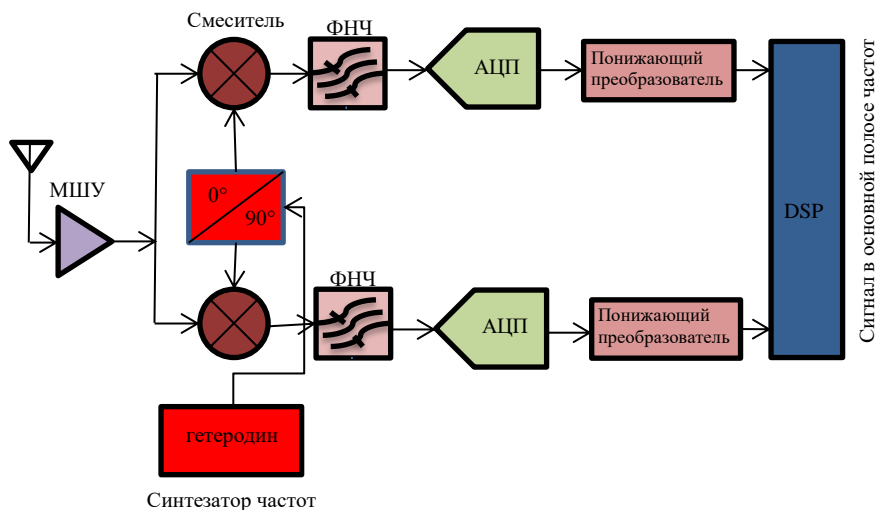 Смеситель
ФНЧ
АЦП
Понижающий
преобразователь
МШУ
0°
90°
DSP
Сигнал в основной полосе частот
ФНЧ
АЦП
Понижающий
преобразователь
гетеродин
Синтезатор частот